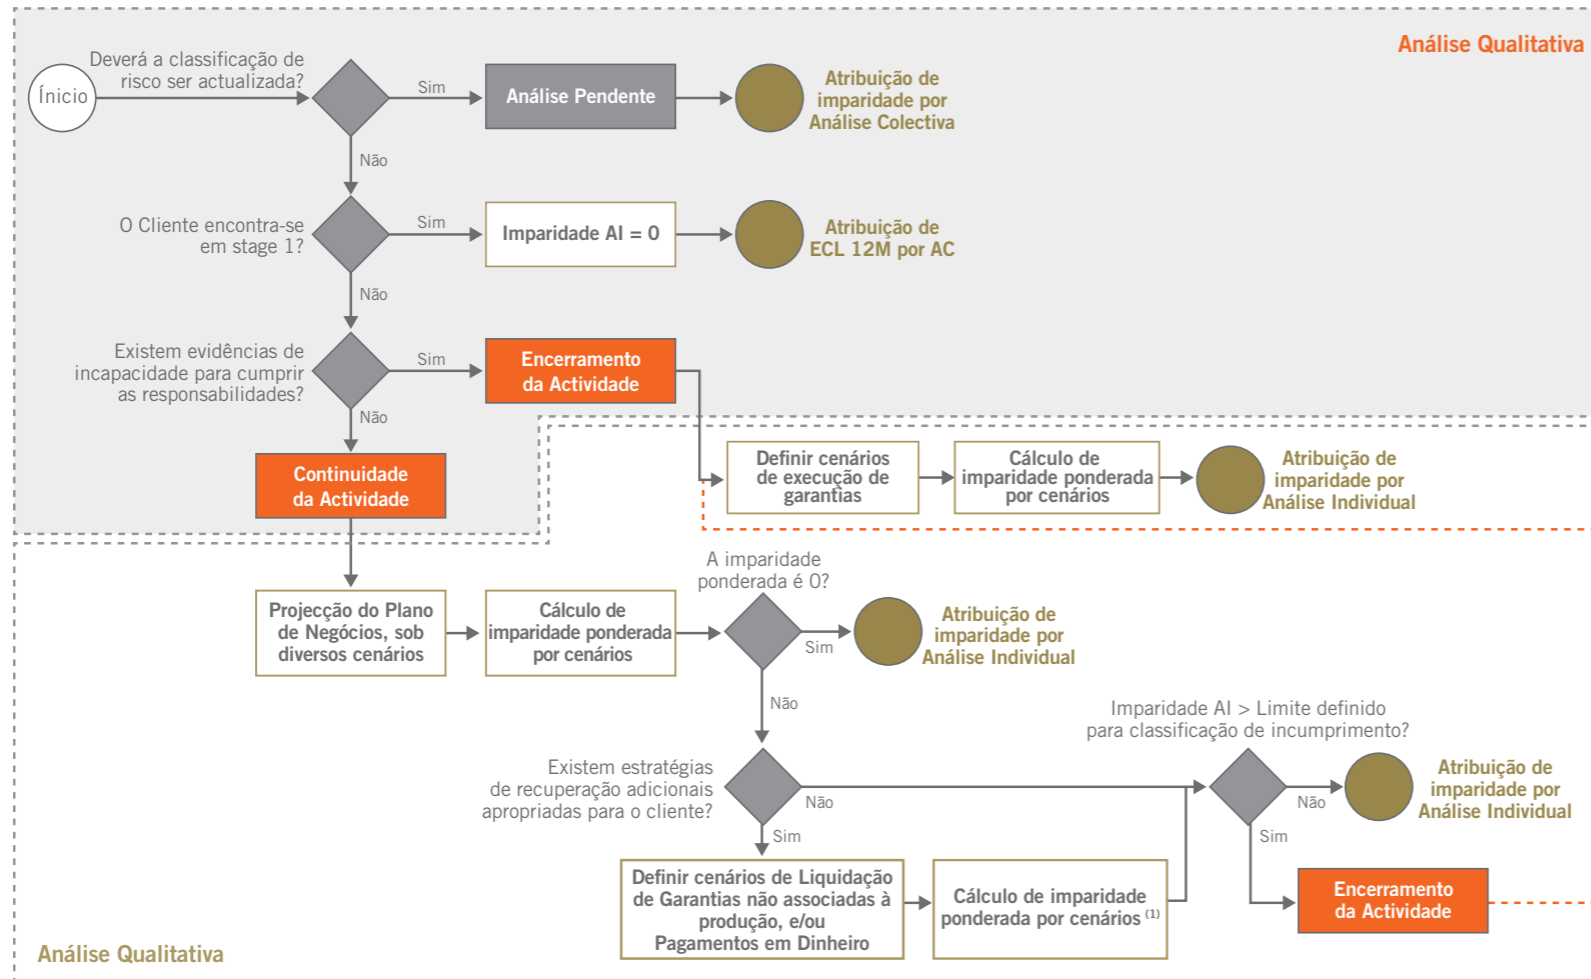 Análise Qualitativa
Deverá a classificação de
risco ser actualizada?
Ínicio
Sim
Análise Pendente
Atribuição de
imparidade por
Análise Colectiva
Não
O Cliente encontra-se
em stage 1?
Sim
Imparidade AI = 0
Atribuição de
ECL 12M por AC
Não
Existem evidências de
incapacidade para cumprir
as responsabilidades?
Sim
Encerramento
da Actividade
Não
Continuidade
da Actividade
Definir cenários
de execução de
garantias
Cálculo de
imparidade ponderada
por cenários
Atribuição de
imparidade por
Análise Individual
Projecção do Plano
de Negócios, sob
diversos cenários
Cálculo de
imparidade ponderada
por cenários
A imparidade
ponderada é 0?
Sim
Atribuição de
imparidade por
Análise Individual
Não
Existem estratégias
de recuperação adicionais
apropriadas para o cliente?
Não
Sim
Imparidade AI > Limite definido
para classificação de incumprimento?
Não
Atribuição de
imparidade por
Análise Individual
Sim
Definir cenários de Liquidação
de Garantias não associadas à
produção, e/ou
Pagamentos em Dinheiro
Cálculo de imparidade
ponderada por cenários (1)
Encerramento
da Actividade
Análise Qualitativa